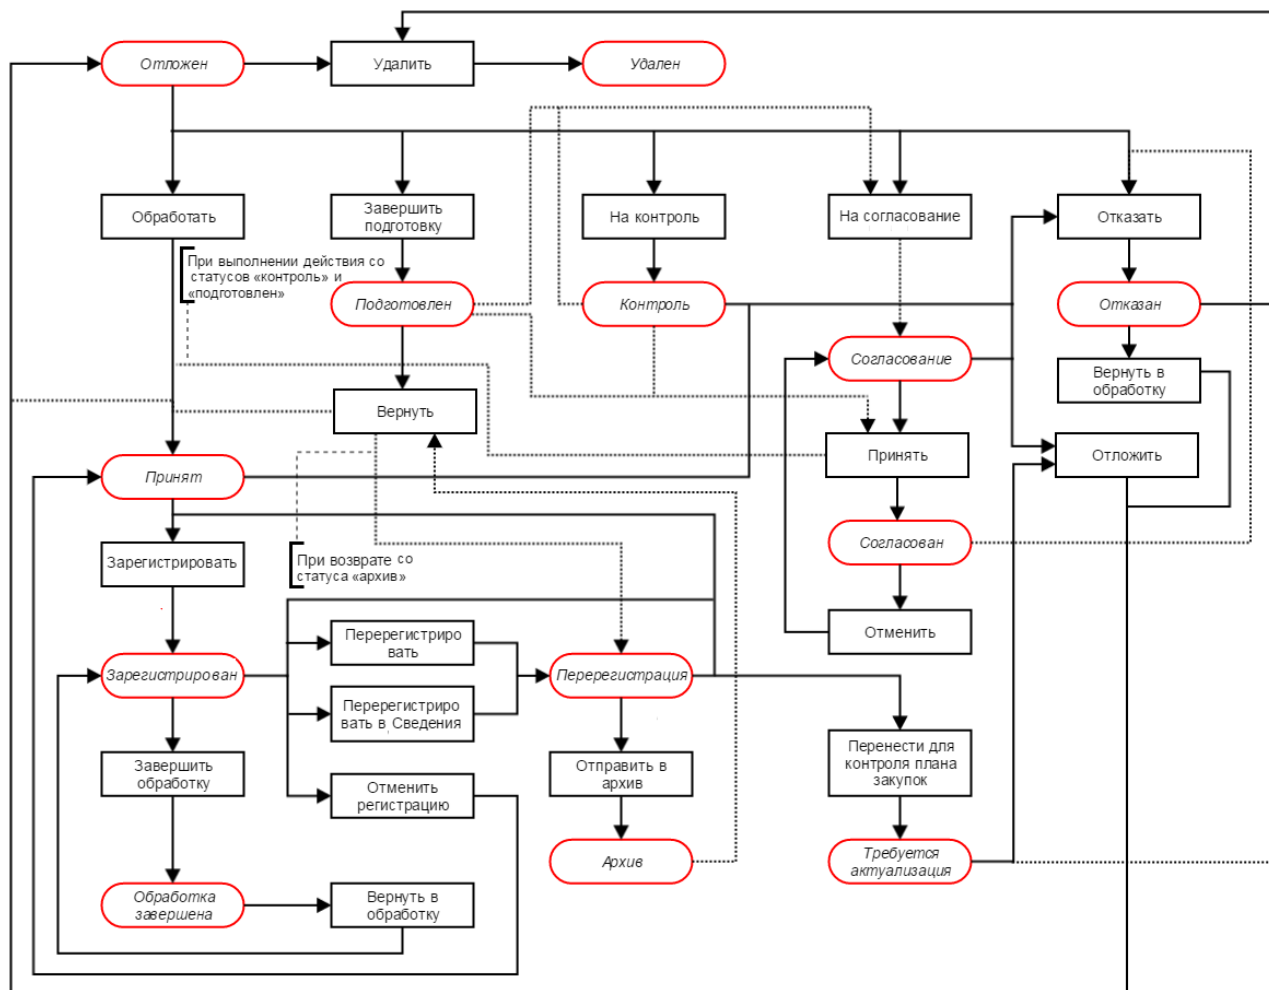 Отложен
Удалить
Удален
Обработать
Завершить
подготовку
На контроль
На согласование
Отказать
При выполнении действия со
статусов «контроль» и
«подготовлен»
Подготовлен
Контроль
Отказан
Согласование
Вернуть в
обработку
Вернуть
Принять
Отложить
Принят
Согласован
Зарегистрировать
При возврате со
статуса «архив»
Перерегистриро
вать
Отменить
Зарегистрирован
Перерегистрация
Перерегистриро
вать в Сведения
Завершить
обработку
Отменить
регистрацию
Отправить в
архив
Перенести для
контроля плана
закупок
Архив
Требуется
актуализация
Обработка
завершена
Вернуть в
обработку